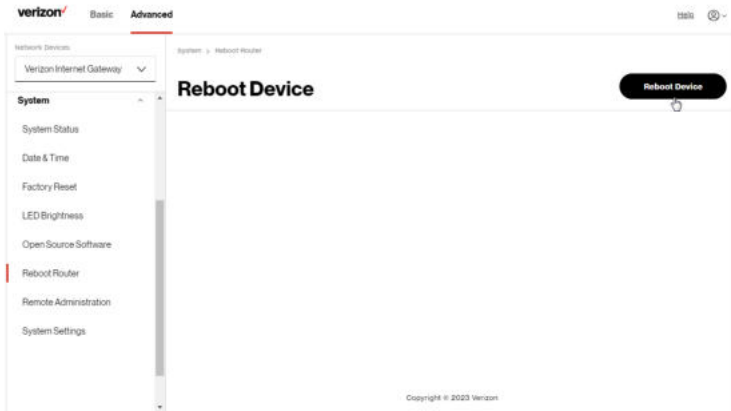 verizon
Basic
Advanced
Help
Network Devices
Verizon Internet Gateway
System > Reboot Router
Reboot Device
Reboot Device
System
System Status
Date & Time
Factory Reset
LED Brightness
Open Source Software
Reboot Router
Remote Administration
System Settings
Copyright © 2023 Verizon